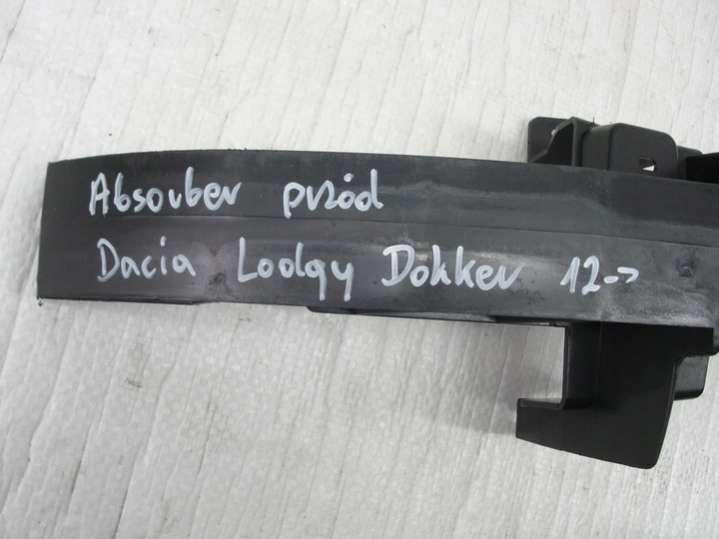 Absorber przód
Dacia Lodgy Dokker 12->